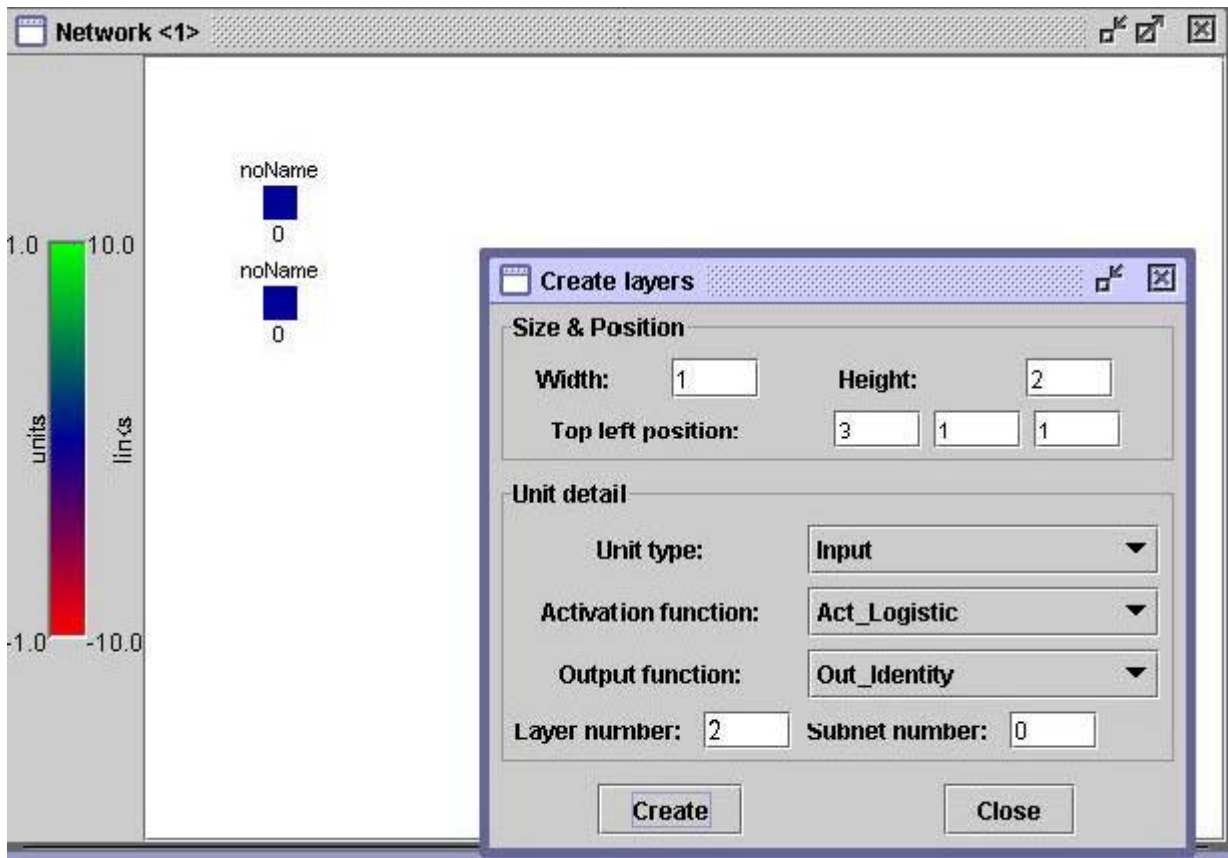 Network <1>
noName
0
noName
0
1.0 10.0
units
links
-1.0 -10.0
Create layers
Size & Position
Width: 1 Height: 2
Top left position: 3 1 1
Unit detail
Unit type: Input
Activation function: Act_Logistic
Output function: Out_Identity
Layer number: 2 Subnet number: 0
Create Close